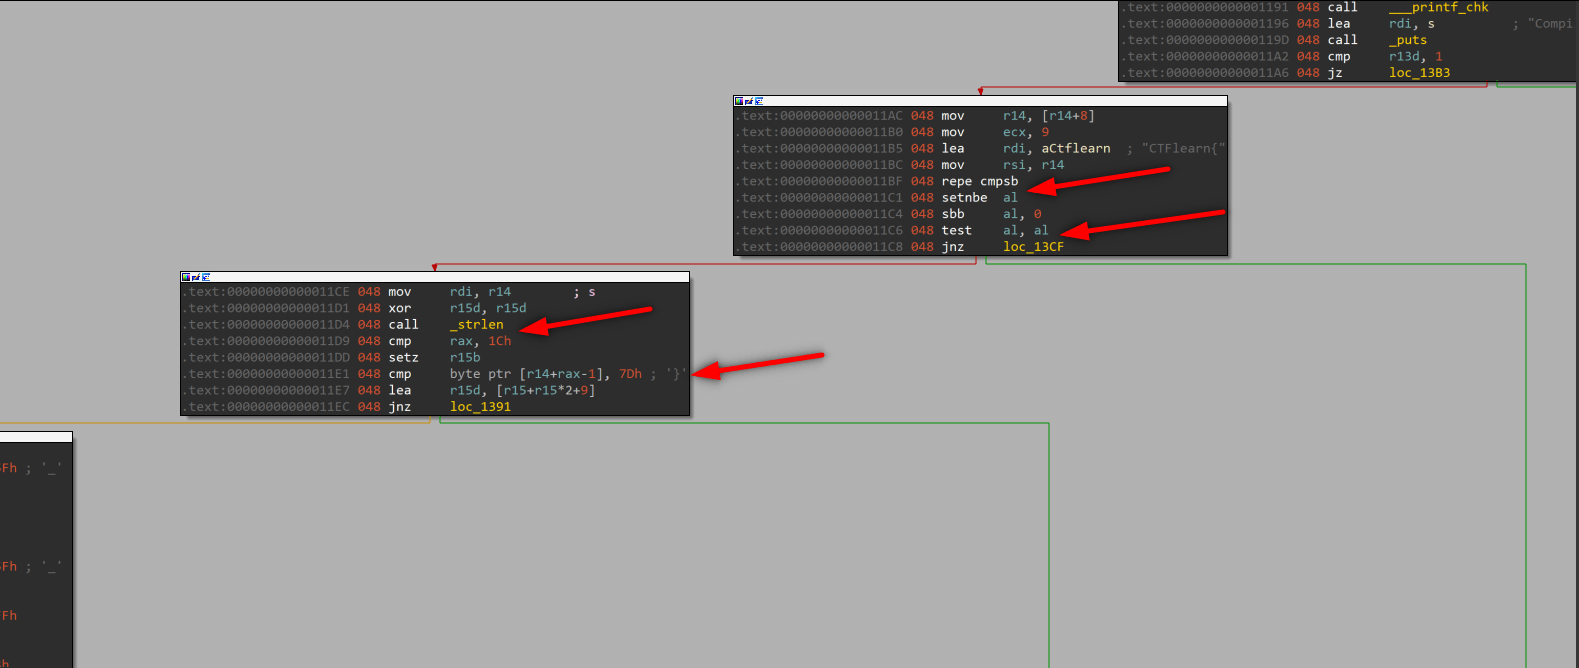 .text:0000000000001191 048 call ___printf_chk
.text:0000000000001196 048 lea rdi, s ; "Compi
.text:000000000000119D 048 call _puts
.text:00000000000011A2 048 cmp r13d, 1
.text:00000000000011A6 048 jz loc_13B3
.text:00000000000011AC 048 mov r14, [r14+8]
.text:00000000000011B0 048 mov ecx, 9
.text:00000000000011B5 048 lea rdi, aCtflearn ; "CTFlearn{"
.text:00000000000011BC 048 mov rsi, r14
.text:00000000000011BF 048 repe cmpsb
.text:00000000000011C1 048 setnbe al
.text:00000000000011C4 048 sbb al, 0
.text:00000000000011C6 048 test al, al
.text:00000000000011C8 048 jnz loc_13CF
.text:00000000000011CE 048 mov rdi, r14 ; s
.text:00000000000011D1 048 xor r15d, r15d
.text:00000000000011D4 048 call _strlen
.text:00000000000011D9 048 cmp rax, 1Ch
.text:00000000000011DD 048 setz r15b
.text:00000000000011E1 048 cmp byte ptr [r14+rax-1], 7Dh ; '}'
.text:00000000000011E7 048 lea r15d, [r15+r15*2+9]
.text:00000000000011EC 048 jnz loc_1391
Fh ; '_'
Fh ; '_'
Fh